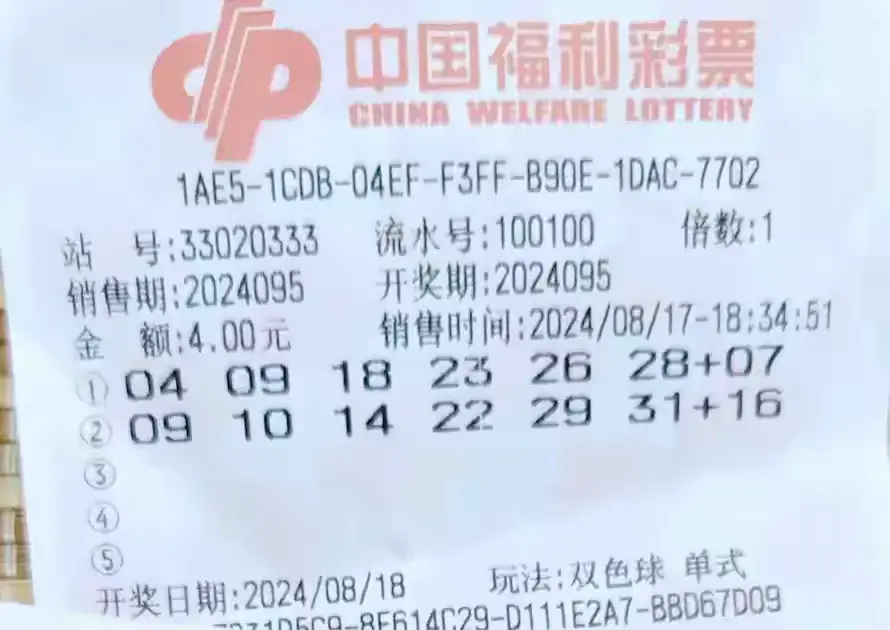 中国福利彩票
CHINA WELFARE LOTTERY
1AE5-1CDB-04EF-F3FF-B90E-1DAC-7702
站 号:33020333 流水号:100100 倍数:1
销售期:2024095 开奖期:2024095
金 额:4.00元 销售时间:2024/08/17-18:34:51
① 04 09 18 23 26 28+07
② 09 10 14 22 29 31+16
③
④
⑤
开奖日期:2024/08/18 玩法:双色球 单式
8E614C29-D111E2A7-BBD67D09